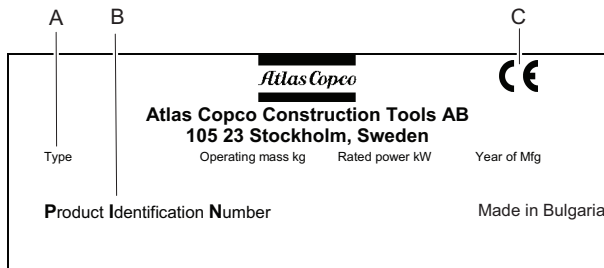 A B C
Atlas Copco CE
Atlas Copco Construction Tools AB
105 23 Stockholm, Sweden
Type Operating mass kg Rated power kW Year of Mfg
Product Identification Number Made in Bulgaria